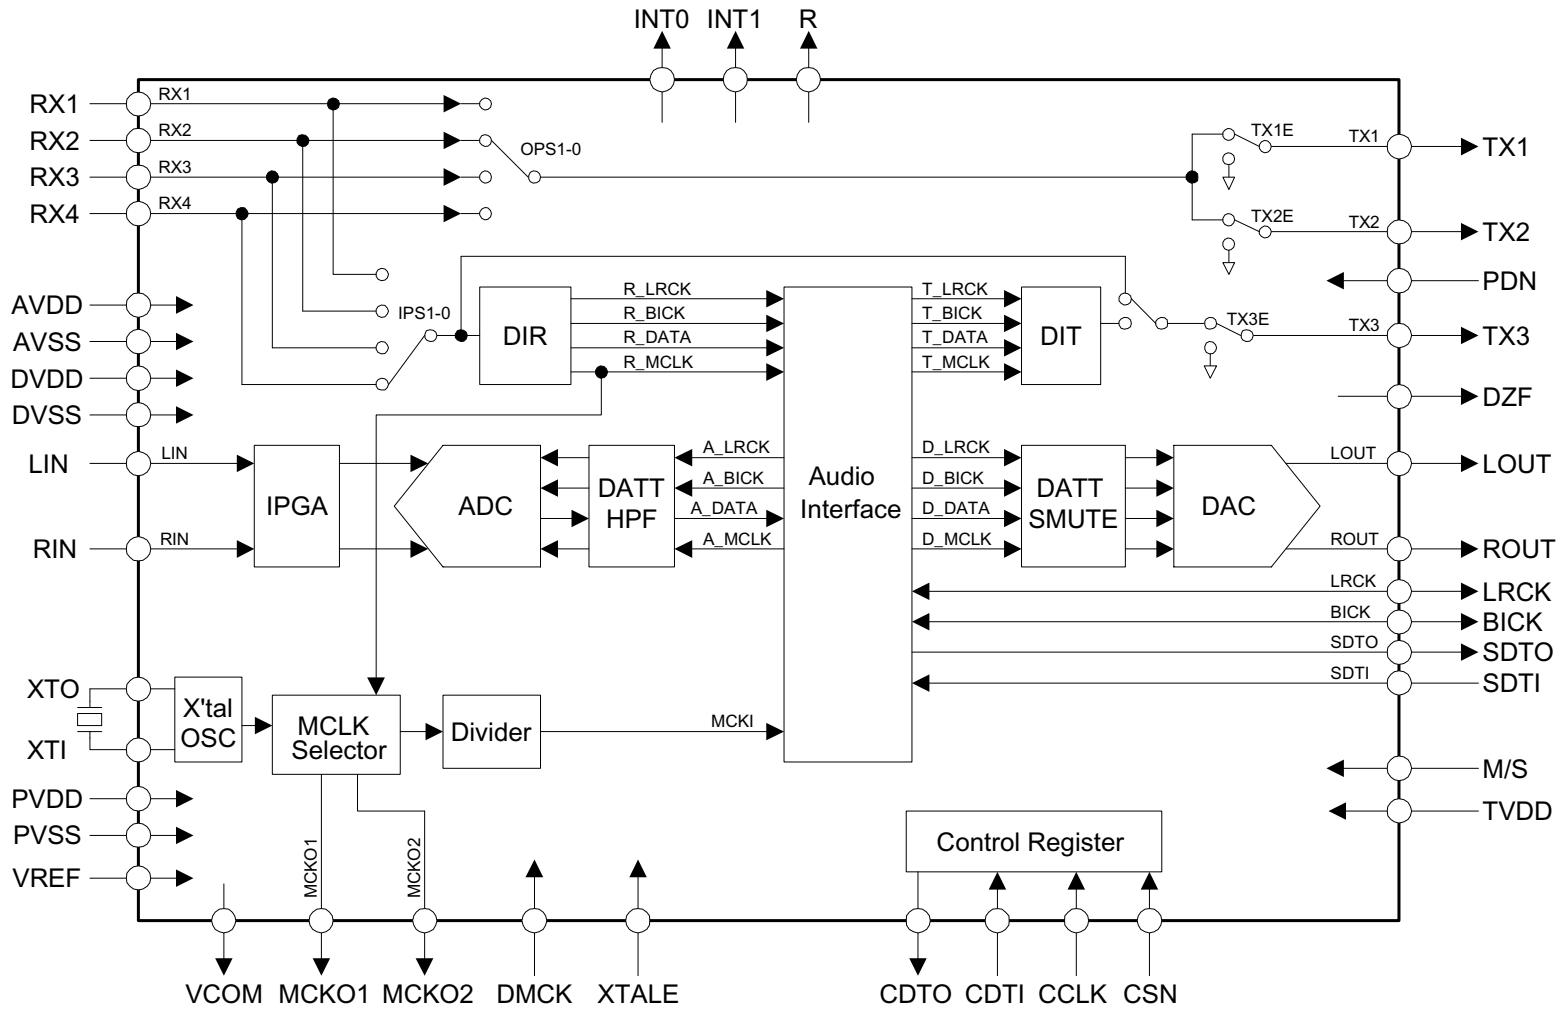 INT0 INT1 R
RX1 RX1
RX2 RX2
RX3 RX3
RX4 RX4
OPS1-0
TX1E TX1 TX1
TX2E TX2 TX2
PDN
AVDD
AVSS
DVDD
DVSS
IPS1-0
DIR
R_LRCK
R_BICK
R_DATA
R_MCLK
T_LRCK
T_BICK
T_DATA
T_MCLK
DIT
TX3E TX3 TX3
DZF
LIN LIN
RIN RIN
IPGA
ADC
DATT
HPF
A_LRCK
A_BICK
A_DATA
A_MCLK
Audio
Interface
D_LRCK
D_BICK
D_DATA
D_MCLK
DATT
SMUTE
DAC
LOUT LOUT
ROUT ROUT
LRCK LRCK
BICK BICK
SDTO SDTO
SDTI SDTI
XTO
XTI
X'tal
OSC
MCLK
Selector
Divider
MCKI
M/S
TVDD
PVDD
PVSS
VREF
MCKO1
MCKO2
Control Register
VCOM MCKO1 MCKO2 DMCK XTALE CDTO CDTI CCLK CSN